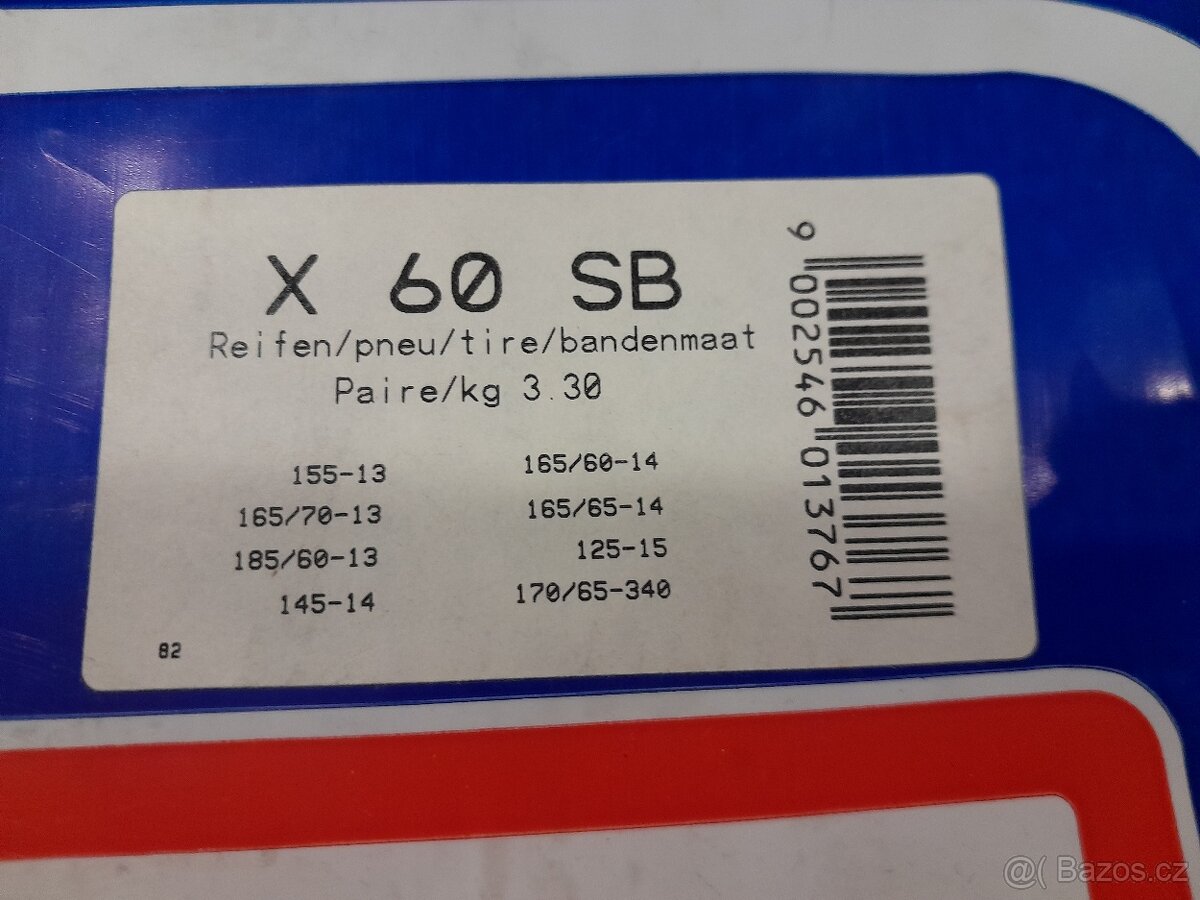 X 60 SB
Reifen/pneu/tire/bandenmaat
Paire/kg 3.30
155-13
165/70-13
185/60-13
145-14
165/60-14
165/65-14
125-15
170/65-340
82
9 002546 013767
@( Bazos.cz